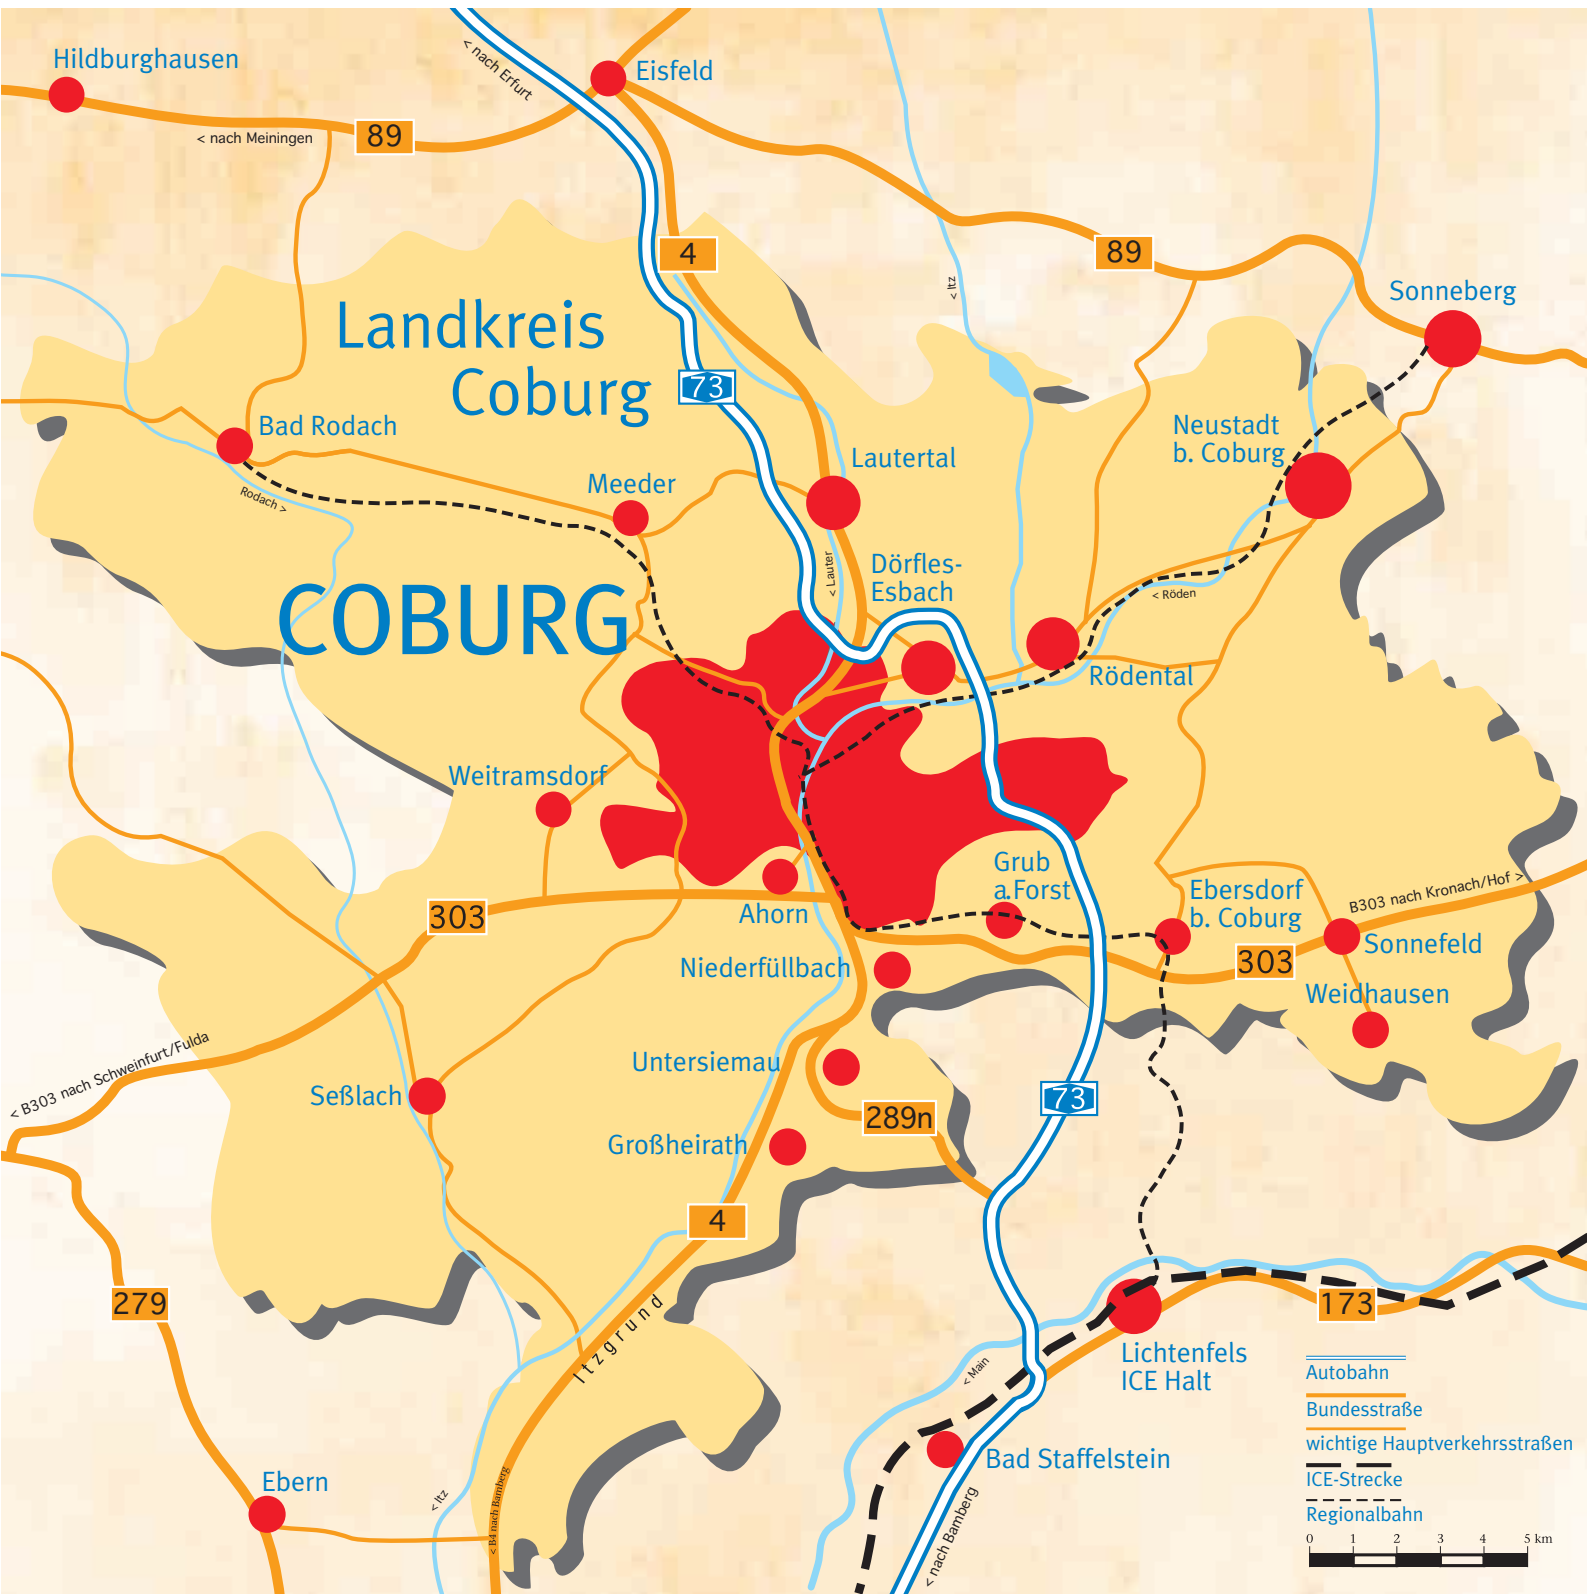 Hildburghausen
Eisfeld
< nach Erfurt
< nach Meiningen
89
4
89
< Itz
Sonneberg
Landkreis
Coburg
73
Bad Rodach
Neustadt
b. Coburg
Lautertal
Meeder
Rodach >
Dörfles-
Esbach
< Lauter
< Röden
COBURG
Rödental
Weitramsdorf
Grub
a.Forst
Ebersdorf
b. Coburg
B303 nach Kronach/Hof >
303
Ahorn
Sonnefeld
303
Niederfüllbach
Weidhausen
< B303 nach Schweinfurt/Fulda
Untersiemau
Seßlach
73
289n
Großheirath
4
279
Itzgrund
173
Lichtenfels
ICE Halt
< Main
Autobahn
Bundesstraße
wichtige Hauptverkehrsstraßen
Bad Staffelstein
ICE-Strecke
Ebern
< Itz
< B4 nach Bamberg
< nach Bamberg
Regionalbahn
0 1 2 3 4 5 km